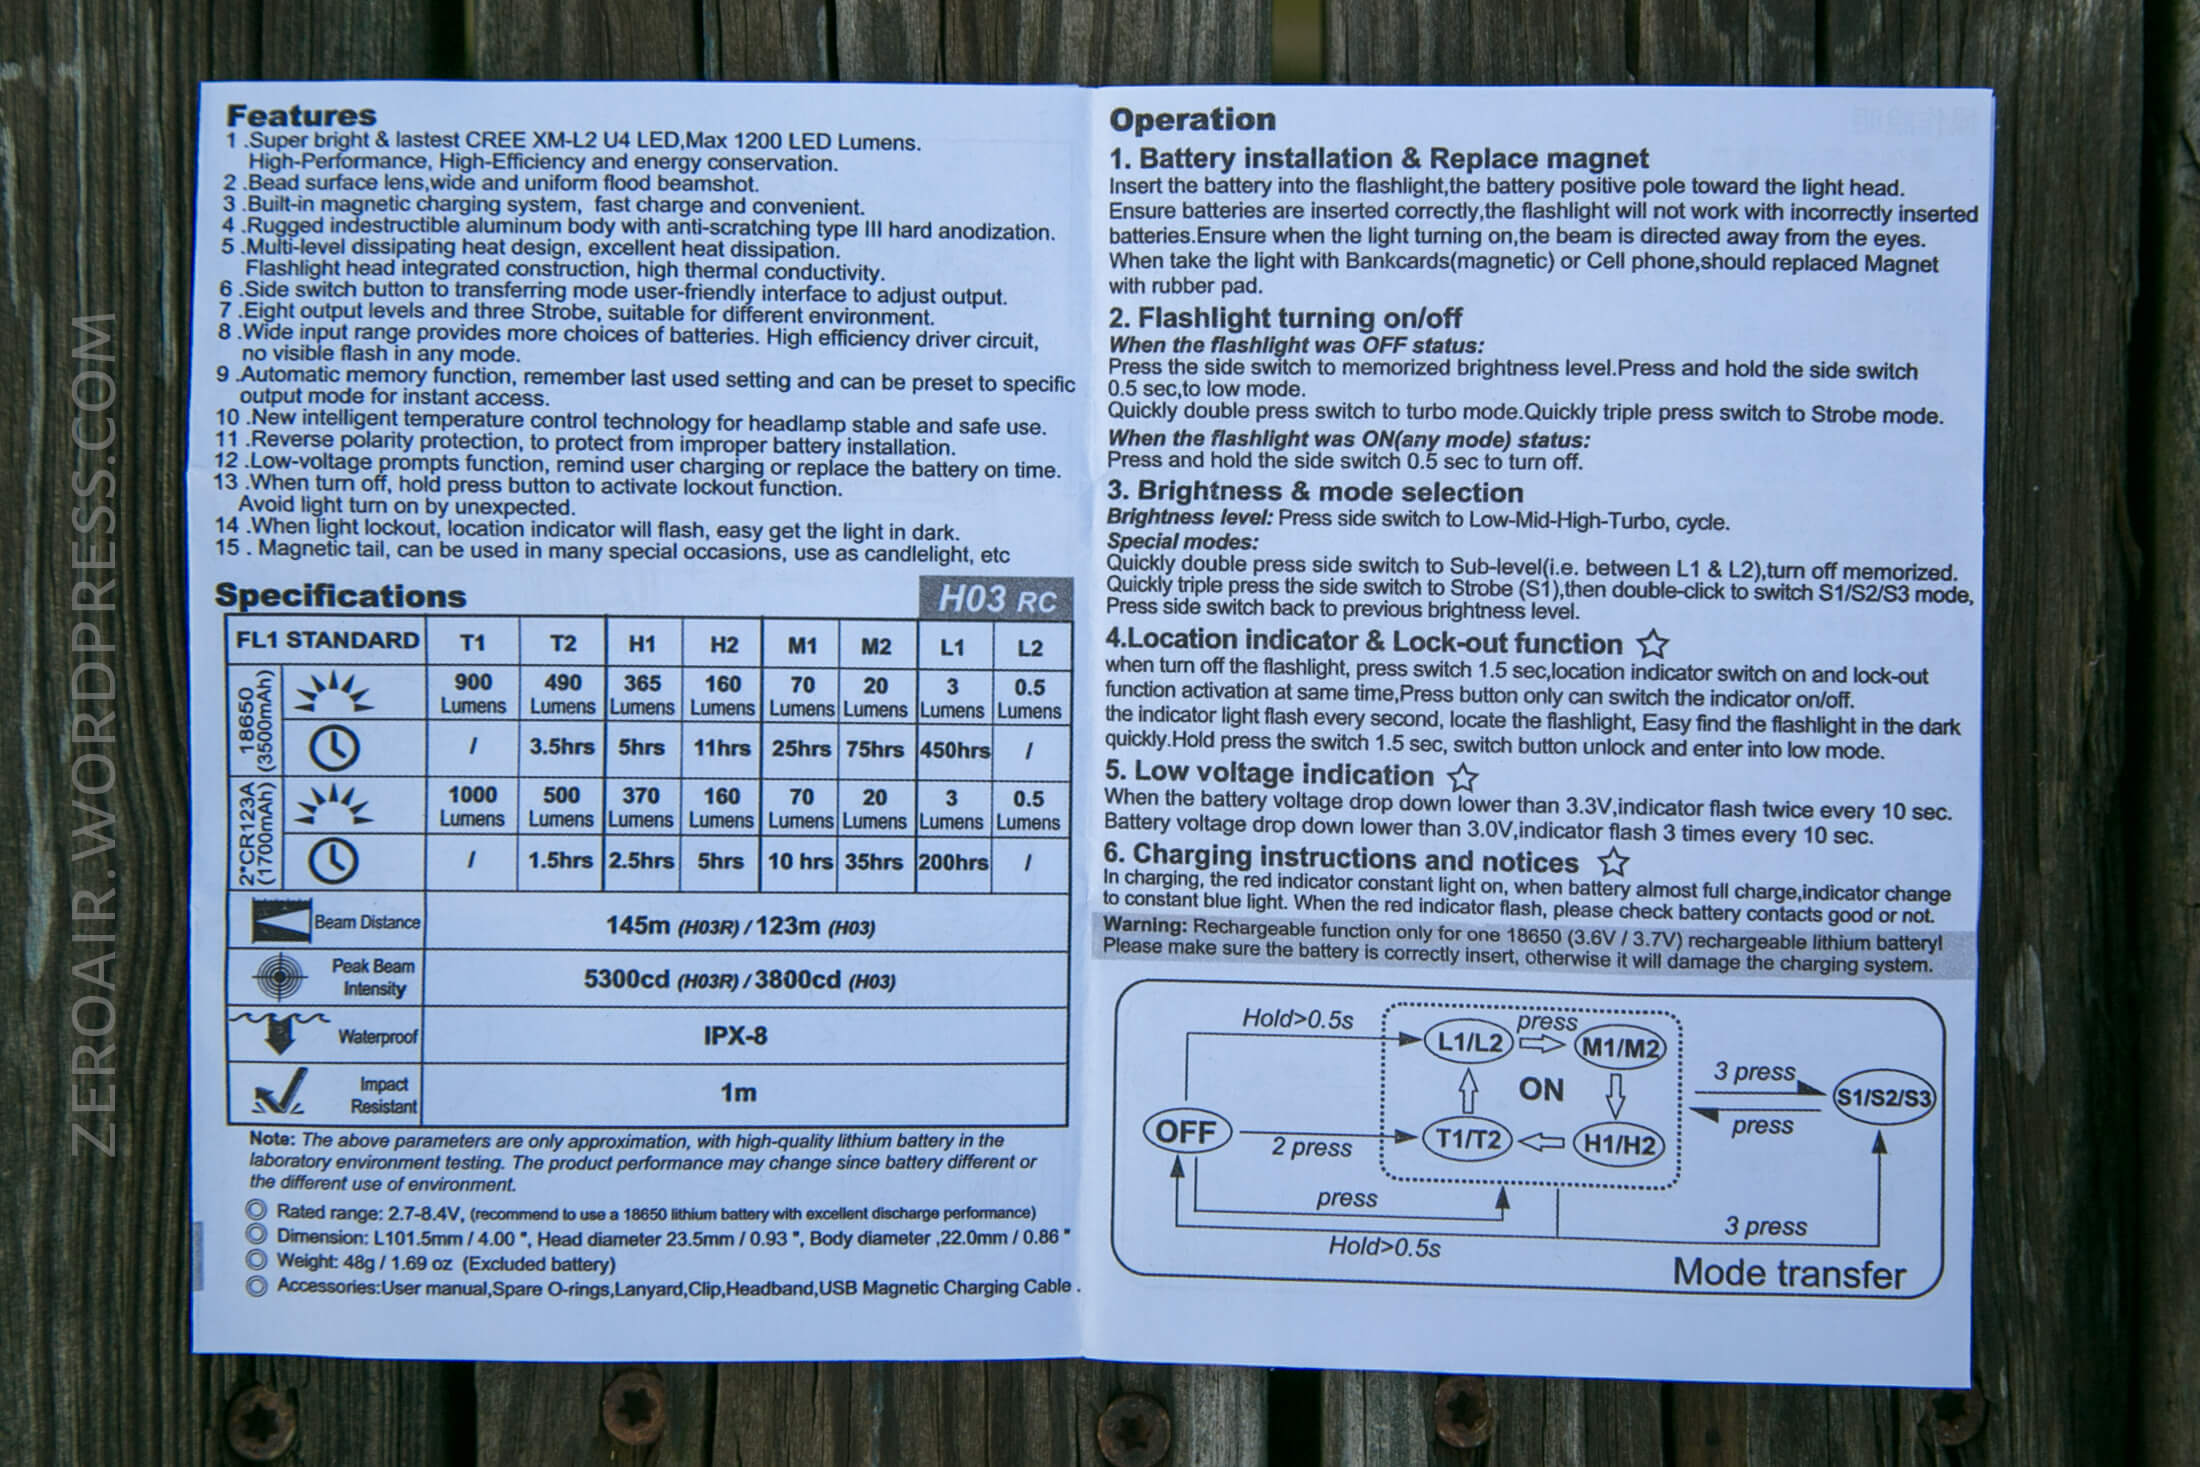 ZEROAIR.WORDPRESS.COM
Features
1 .Super bright & lastest CREE XM-L2 U4 LED,Max 1200 LED Lumens.
High-Performance, High-Efficiency and energy conservation.
2 .Bead surface lens,wide and uniform flood beamshot.
3 .Built-in magnetic charging system, fast charge and convenient.
4 .Rugged indestructible aluminum body with anti-scratching type III hard anodization.
5 .Multi-level dissipating heat design, excellent heat dissipation.
Flashlight head integrated construction, high thermal conductivity.
6 .Side switch button to transferring mode user-friendly interface to adjust output.
7 .Eight output levels and three Strobe, suitable for different environment.
8 .Wide input range provides more choices of batteries. High efficiency driver circuit,
no visible flash in any mode.
9 .Automatic memory function, remember last used setting and can be preset to specific
output mode for instant access.
10 .New intelligent temperature control technology for headlamp stable and safe use.
11 .Reverse polarity protection, to protect from improper battery installation.
12 .Low-voltage prompts function, remind user charging or replace the battery on time.
13 .When turn off, hold press button to activate lockout function.
Avoid light turn on by unexpected.
14 .When light lockout, location indicator will flash, easy get the light in dark.
15 . Magnetic tail, can be used in many special occasions, use as candlelight, etc
Specifications H03 RC
FL1 STANDARD T1 T2 H1 H2 M1 M2 L1 L2
18650 (3500mAh)
900 Lumens 490 Lumens 365 Lumens 160 Lumens 70 Lumens 20 Lumens 3 Lumens 0.5 Lumens
/ 3.5hrs 5hrs 11hrs 25hrs 75hrs 450hrs /
2*CR123A (1700mAh)
1000 Lumens 500 Lumens 370 Lumens 160 Lumens 70 Lumens 20 Lumens 3 Lumens 0.5 Lumens
/ 1.5hrs 2.5hrs 5hrs 10 hrs 35hrs 200hrs /
Beam Distance 145m (H03R) / 123m (H03)
Peak Beam Intensity 5300cd (H03R) / 3800cd (H03)
Waterproof IPX-8
Impact Resistant 1m
Note: The above parameters are only approximation, with high-quality lithium battery in the
laboratory environment testing. The product performance may change since battery different or
the different use of environment.
Rated range: 2.7-8.4V, (recommend to use a 18650 lithium battery with excellent discharge performance)
Dimension: L101.5mm / 4.00 ", Head diameter 23.5mm / 0.93 ", Body diameter ,22.0mm / 0.86 "
Weight: 48g / 1.69 oz (Excluded battery)
Accessories:User manual,Spare O-rings,Lanyard,Clip,Headband,USB Magnetic Charging Cable .
Operation
1. Battery installation & Replace magnet
Insert the battery into the flashlight,the battery positive pole toward the light head.
Ensure batteries are inserted correctly,the flashlight will not work with incorrectly inserted
batteries.Ensure when the light turning on,the beam is directed away from the eyes.
When take the light with Bankcards(magnetic) or Cell phone,should replaced Magnet
with rubber pad.
2. Flashlight turning on/off
When the flashlight was OFF status:
Press the side switch to memorized brightness level.Press and hold the side switch
0.5 sec,to low mode.
Quickly double press switch to turbo mode.Quickly triple press switch to Strobe mode.
When the flashlight was ON(any mode) status:
Press and hold the side switch 0.5 sec to turn off.
3. Brightness & mode selection
Brightness level: Press side switch to Low-Mid-High-Turbo, cycle.
Special modes:
Quickly double press side switch to Sub-level(i.e. between L1 & L2),turn off memorized.
Quickly triple press the side switch to Strobe (S1),then double-click to switch S1/S2/S3 mode,
Press side switch back to previous brightness level.
4.Location indicator & Lock-out function ☆
when turn off the flashlight, press switch 1.5 sec,location indicator switch on and lock-out
function activation at same time,Press button only can switch the indicator on/off.
the indicator light flash every second, locate the flashlight, Easy find the flashlight in the dark
quickly.Hold press the switch 1.5 sec, switch button unlock and enter into low mode.
5. Low voltage indication ☆
When the battery voltage drop down lower than 3.3V,indicator flash twice every 10 sec.
Battery voltage drop down lower than 3.0V,indicator flash 3 times every 10 sec.
6. Charging instructions and notices ☆
In charging, the red indicator constant light on, when battery almost full charge,indicator change
to constant blue light. When the red indicator flash, please check battery contacts good or not.
Warning: Rechargeable function only for one 18650 (3.6V / 3.7V) rechargeable lithium battery!
Please make sure the battery is correctly insert, otherwise it will damage the charging system.
Hold>0.5s
L1/L2 press M1/M2
ON
3 press
S1/S2/S3
press
OFF
2 press
T1/T2 H1/H2
press
3 press
Hold>0.5s
Mode transfer